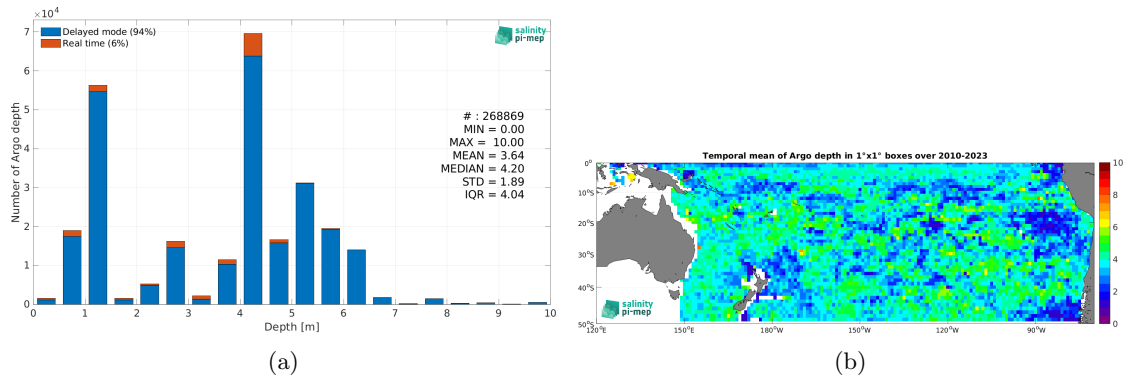 ×10⁴
Delayed mode (94%)
Real time (6%)
salinity
pi-mep
7
6
5
4
3
2
1
0
Number of Argo depth
# : 268869
MIN = 0.00
MAX = 10.00
MEAN = 3.64
MEDIAN = 4.20
STD = 1.89
IQR = 4.04
0 1 2 3 4 5 6 7 8 9 10
Depth [m]
(a)
Temporal mean of Argo depth in 1°x1° boxes over 2010-2023
0°
10°S
20°S
30°S
40°S
50°S
120°E 150°W 180°W 150°W 120°W 90°W
salinity
pi-mep
10
8
6
4
2
0
(b)